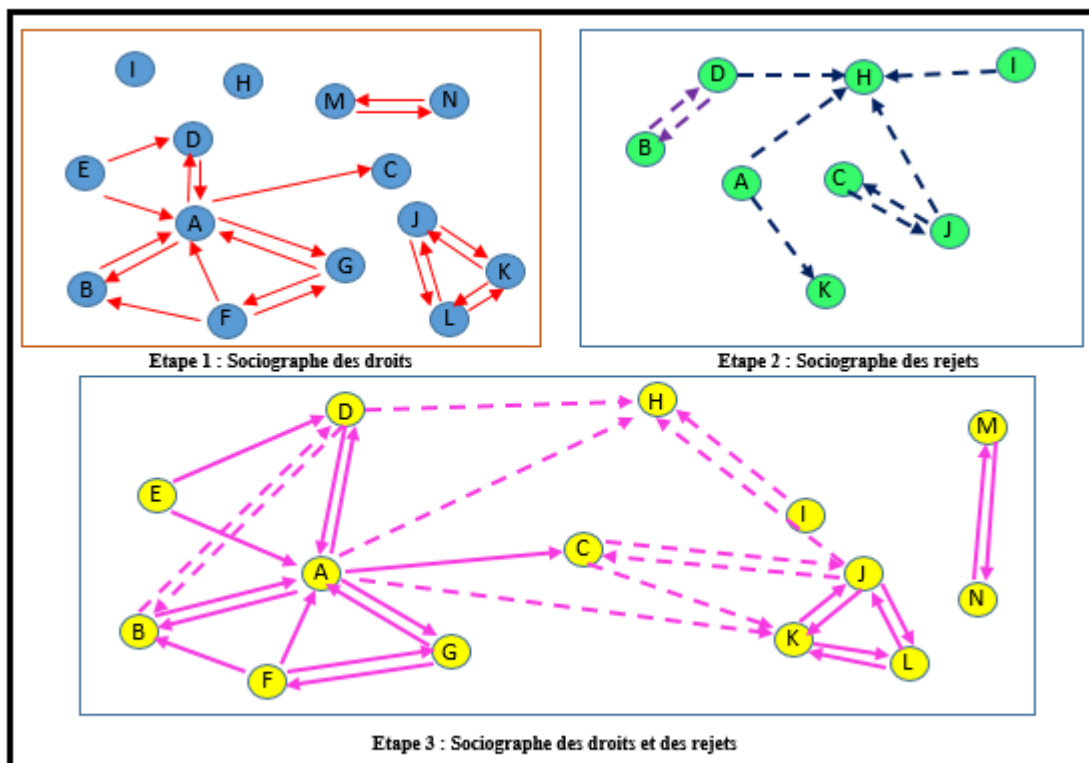 I
H
M
N
D
E
C
A
J
G
K
B
F
L
Etape 1 : Sociographe des droits
D
H
I
B
A
C
J
K
Etape 2 : Sociographe des rejets
D
H
M
E
I
C
A
J
N
B
K
G
L
F
Etape 3 : Sociographe des droits et des rejets